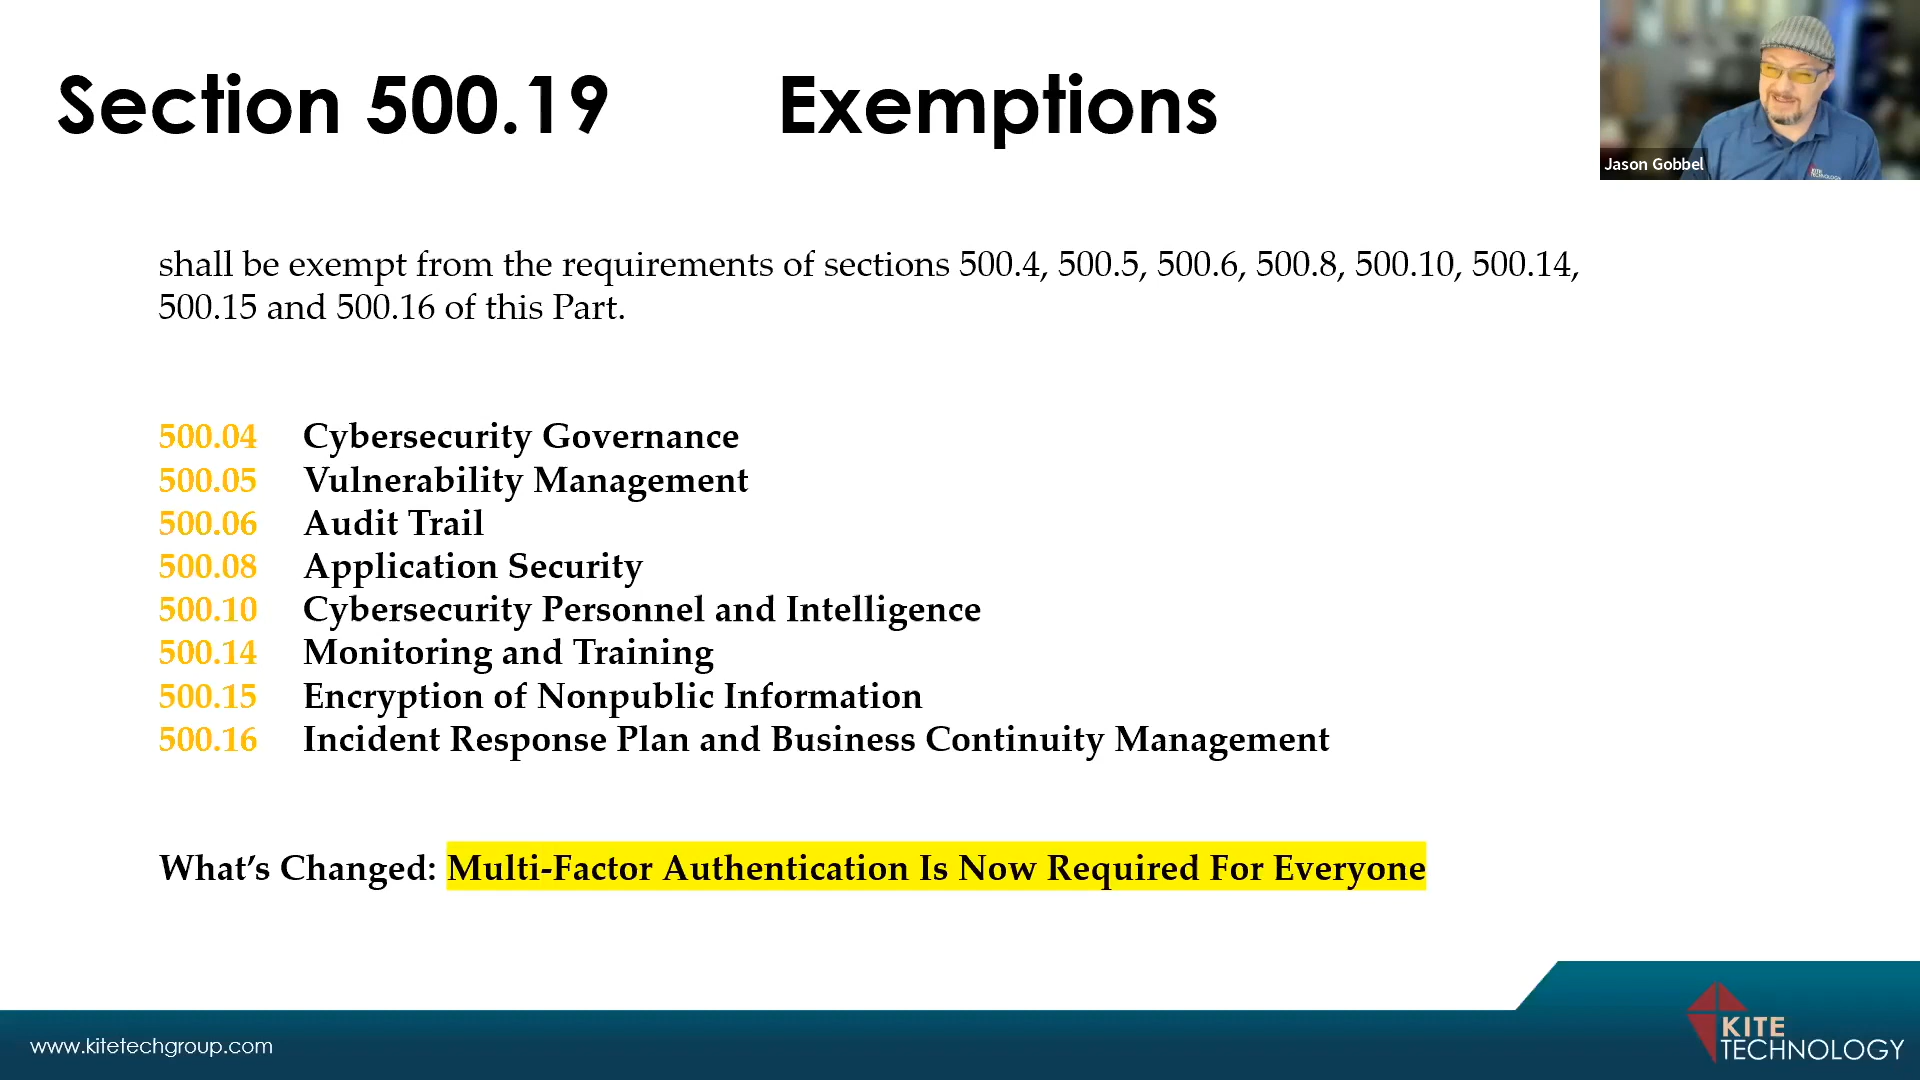 Section 500.19 Exemptions
Jason Gobbel
KITE
TECHNOLOGY
shall be exempt from the requirements of sections 500.4, 500.5, 500.6, 500.8, 500.10, 500.14,
500.15 and 500.16 of this Part.
500.04 Cybersecurity Governance
500.05 Vulnerability Management
500.06 Audit Trail
500.08 Application Security
500.10 Cybersecurity Personnel and Intelligence
500.14 Monitoring and Training
500.15 Encryption of Nonpublic Information
500.16 Incident Response Plan and Business Continuity Management
What's Changed: Multi-Factor Authentication Is Now Required For Everyone
www.kitetechgroup.com
KITE
TECHNOLOGY